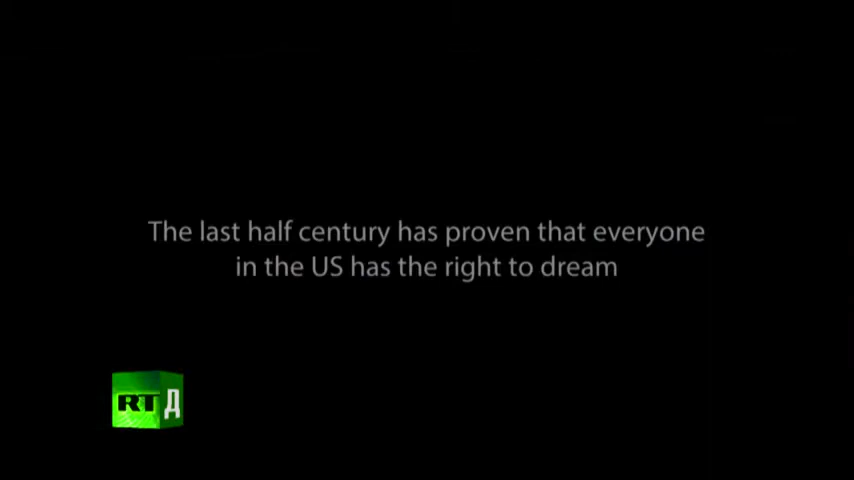 The last half century has proven that everyone
in the US has the right to dream
RT Д